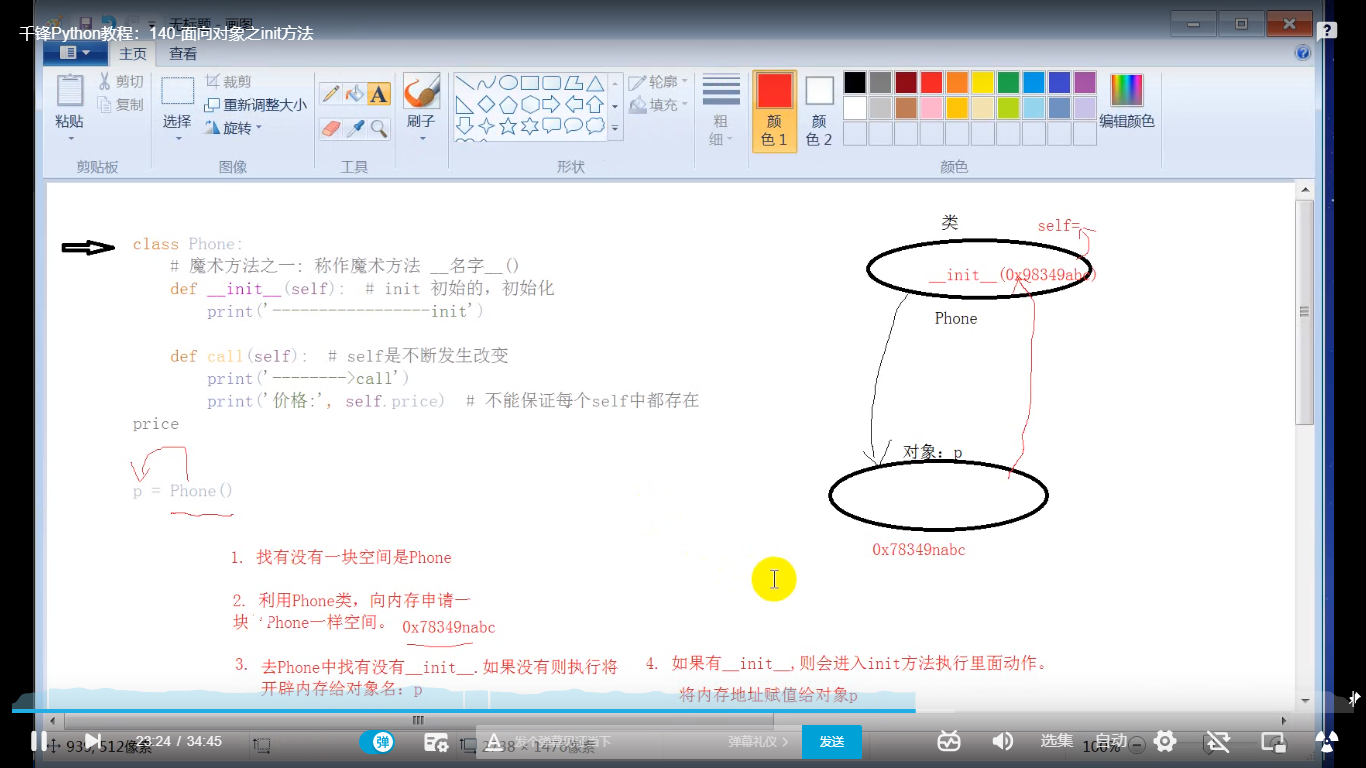 千锋Python教程：140-面向对象之init方法
无标题 - 画图
主页 查看
粘贴
剪切
复制
剪贴板
选择
裁剪
重新调整大小
旋转
图像
A
工具
刷子
形状
轮廓
填充
粗
细
颜
色 1
颜
色 2
编辑颜色
颜色
class Phone:
# 魔术方法之一: 称作魔术方法 __名字__()
def __init__(self):  # init 初始的，初始化
print('-----------------init')
def call(self):  # self是不断发生改变
print('-------->call')
print('价格:', self.price)  # 不能保证每个self中都存在
price
p = Phone()
类
self=
__init__(0x98349abc)
Phone
对象：p
0x78349nabc
1. 找有没有一块空间是Phone
2. 利用Phone类，向内存申请一
块 Phone一样空间。 0x78349nabc
3. 去Phone中找有没有__init__.如果没有则执行将
开辟内存给对象名：p
4. 如果有__init__,则会进入init方法执行里面动作。
将内存地址赋值给对象p
23:24 / 34:45
弹
发个弹幕见证当下
弹幕礼仪 >
发送
选集
自动
939, 512像素
100%